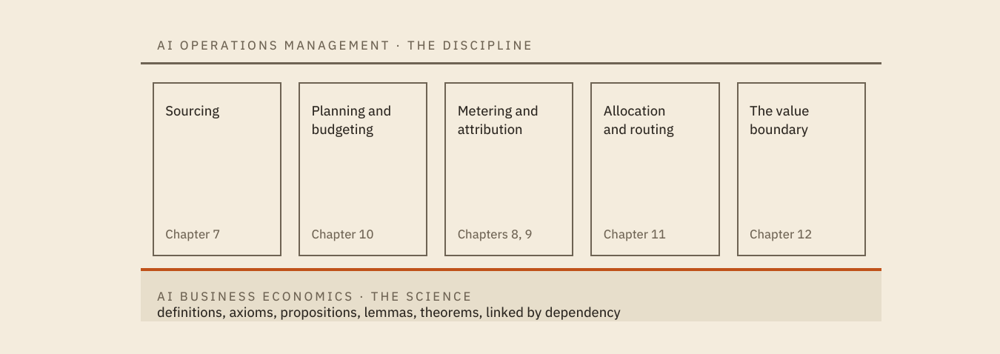 AI OPERATIONS MANAGEMENT · THE DISCIPLINE
Sourcing
Chapter 7
Planning and
budgeting
Chapter 10
Metering and
attribution
Chapters 8, 9
Allocation
and routing
Chapter 11
The value
boundary
Chapter 12
AI BUSINESS ECONOMICS · THE SCIENCE
definitions, axioms, propositions, lemmas, theorems, linked by dependency